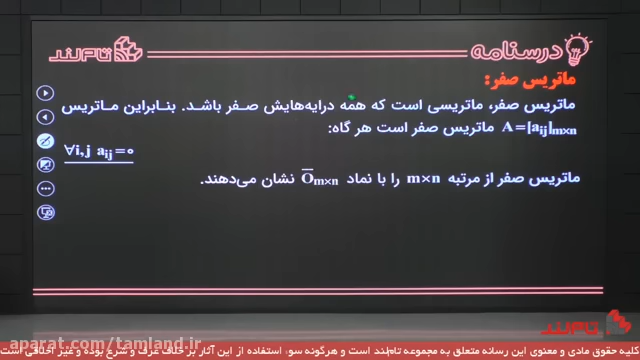 درسنامه
تام‌لند
ماتریس صفر:
ماتریس صفر، ماتریسی است که همه درایه‌هایش صفر باشد. بنابراین ماتریس
A=[aij]m×n ماتریس صفر است هر گاه:
∀i,j aij=۰
ماتریس صفر از مرتبه m×n را با نماد Ōm×n نشان می‌دهند.
تام‌لند
aparat.com/tamland.ir
کلیه حقوق مادی و معنوی این رسانه متعلق به مجموعه تام‌لند است و هرگونه سوء استفاده از این آثار بر خلاف عرف و شرع بوده و غیر اخلاقی است